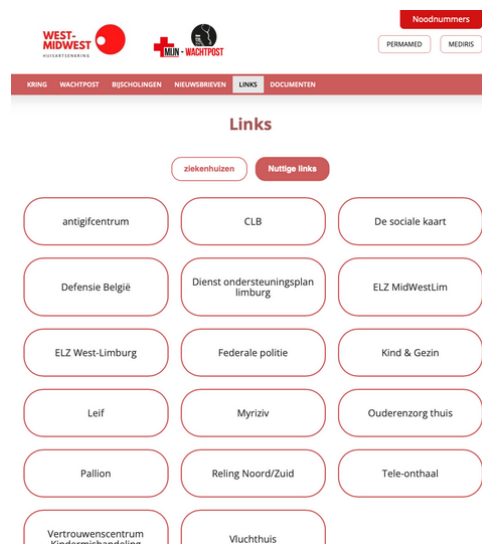 Noodnummers
WEST-
MIDWEST
HUISARTSENKRING
MIJN - WACHTPOST
PERMAMED
MEDIRIS
KRING WACHTPOST BIJSCHOLINGEN NIEUWSBRIEVEN LINKS DOCUMENTEN
Links
ziekenhuizen
Nuttige links
antigifcentrum
CLB
De sociale kaart
Defensie België
Dienst ondersteuningsplan
limburg
ELZ MidWestLim
ELZ West-Limburg
Federale politie
Kind & Gezin
Leif
Myriziv
Ouderenzorg thuis
Pallion
Reling Noord/Zuid
Tele-onthaal
Vertrouwenscentrum
Kindermishandeling
Vluchthuis